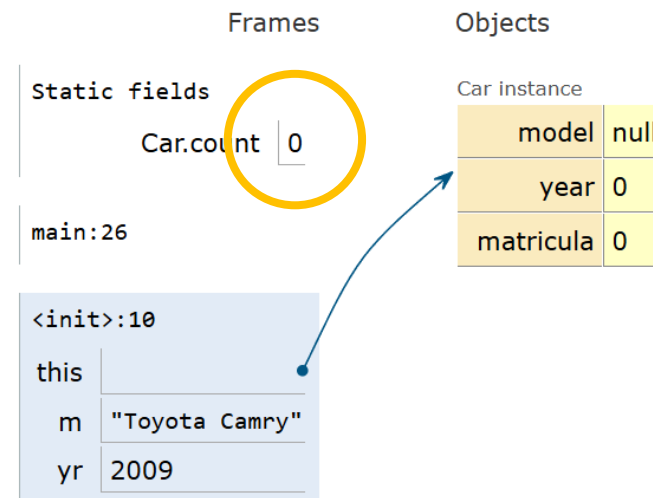 Frames
Objects
Static fields
Car.count 0
main:26
<init>:10
this
m "Toyota Camry"
yr 2009
Car instance
model null
year 0
matricula 0